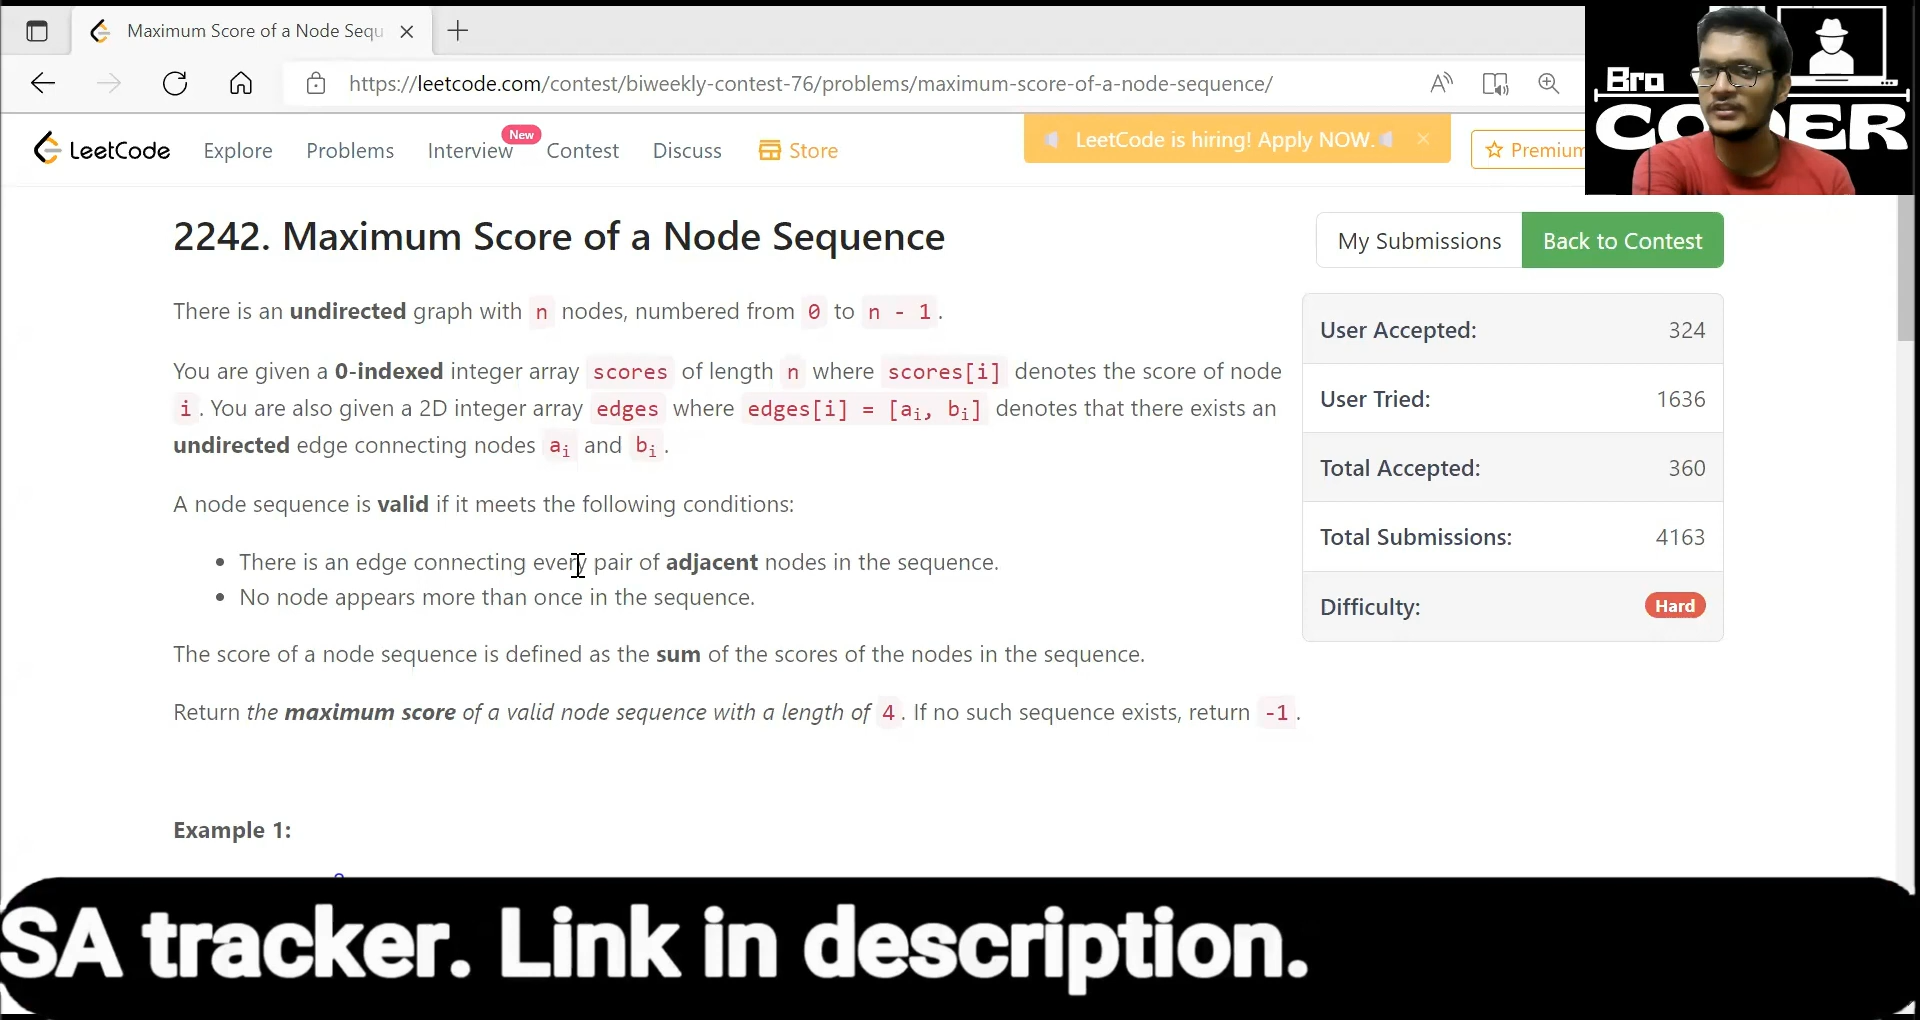 Maximum Score of a Node Sequ
https://leetcode.com/contest/biweekly-contest-76/problems/maximum-score-of-a-node-sequence/
Bro
CODER
LeetCode Explore Problems Interview New Contest Discuss Store
LeetCode is hiring! Apply NOW.
Premium
2242. Maximum Score of a Node Sequence
My Submissions Back to Contest
There is an undirected graph with n nodes, numbered from 0 to n - 1.
You are given a 0-indexed integer array scores of length n where scores[i] denotes the score of node
i. You are also given a 2D integer array edges where edges[i] = [aᵢ, bᵢ] denotes that there exists an
undirected edge connecting nodes aᵢ and bᵢ.
A node sequence is valid if it meets the following conditions:
• There is an edge connecting every pair of adjacent nodes in the sequence.
• No node appears more than once in the sequence.
The score of a node sequence is defined as the sum of the scores of the nodes in the sequence.
Return the maximum score of a valid node sequence with a length of 4. If no such sequence exists, return -1.
Example 1:
User Accepted: 324
User Tried: 1636
Total Accepted: 360
Total Submissions: 4163
Difficulty: Hard
SA tracker. Link in description.